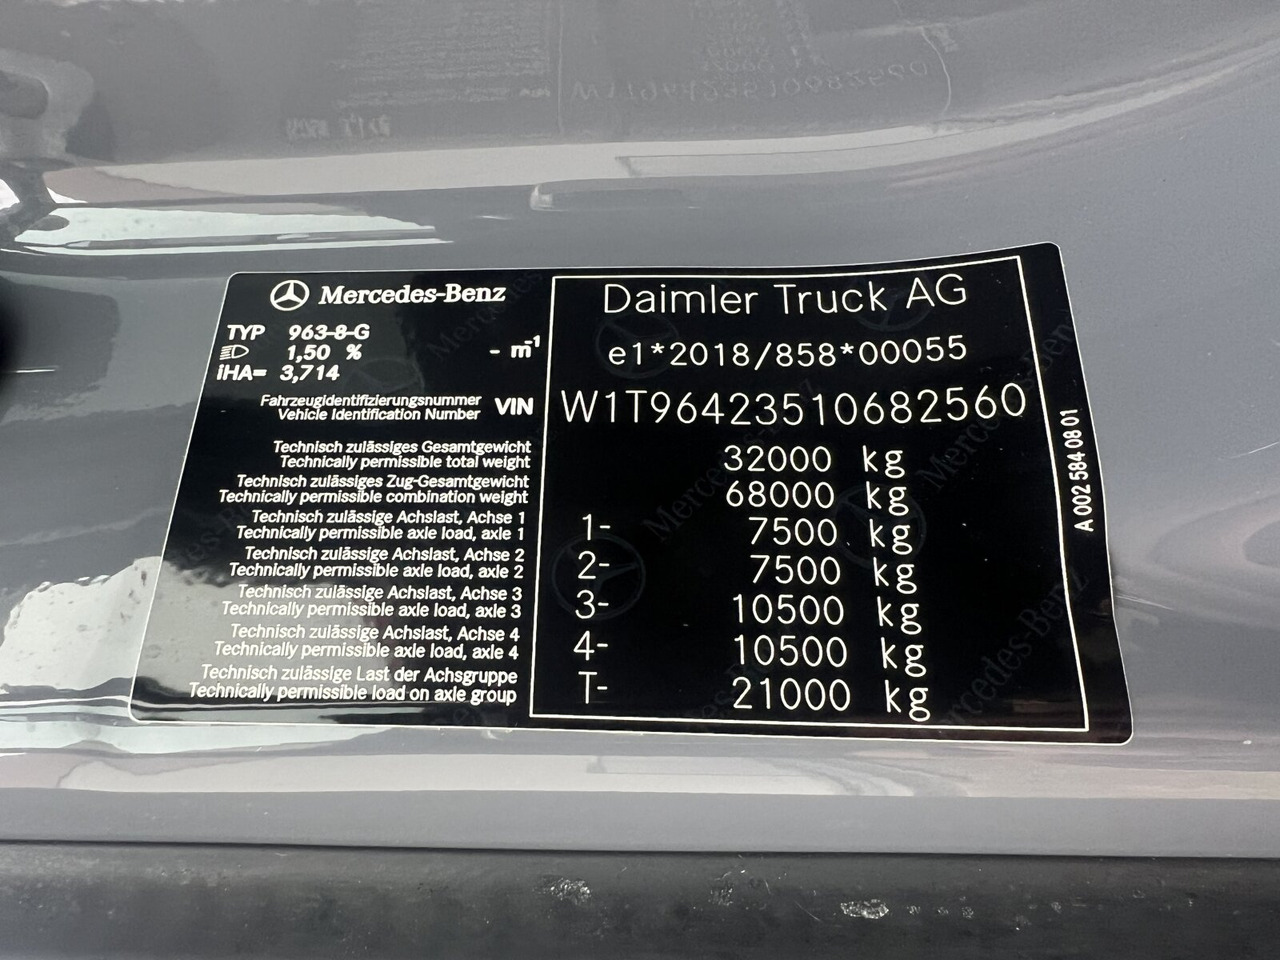 Mercedes-Benz
TYP 963-8-G
1,50 % - m⁻¹
iHA= 3,714
Daimler Truck AG
e1*2018/858*00055
Fahrzeugidentifizierungsnummer
Vehicle Identification Number VIN W1T96423510682560
Technisch zulässiges Gesamtgewicht
Technically permissible total weight 32000 kg
Technisch zulässiges Zug-Gesamtgewicht
Technically permissible combination weight 68000 kg
Technisch zulässige Achslast, Achse 1
Technically permissible axle load, axle 1 1- 7500 kg
Technisch zulässige Achslast, Achse 2
Technically permissible axle load, axle 2 2- 7500 kg
Technisch zulässige Achslast, Achse 3
Technically permissible axle load, axle 3 3- 10500 kg
Technisch zulässige Achslast, Achse 4
Technically permissible axle load, axle 4 4- 10500 kg
Technisch zulässige Last der Achsgruppe
Technically permissible load on axle group T- 21000 kg
A 002 584 08 01